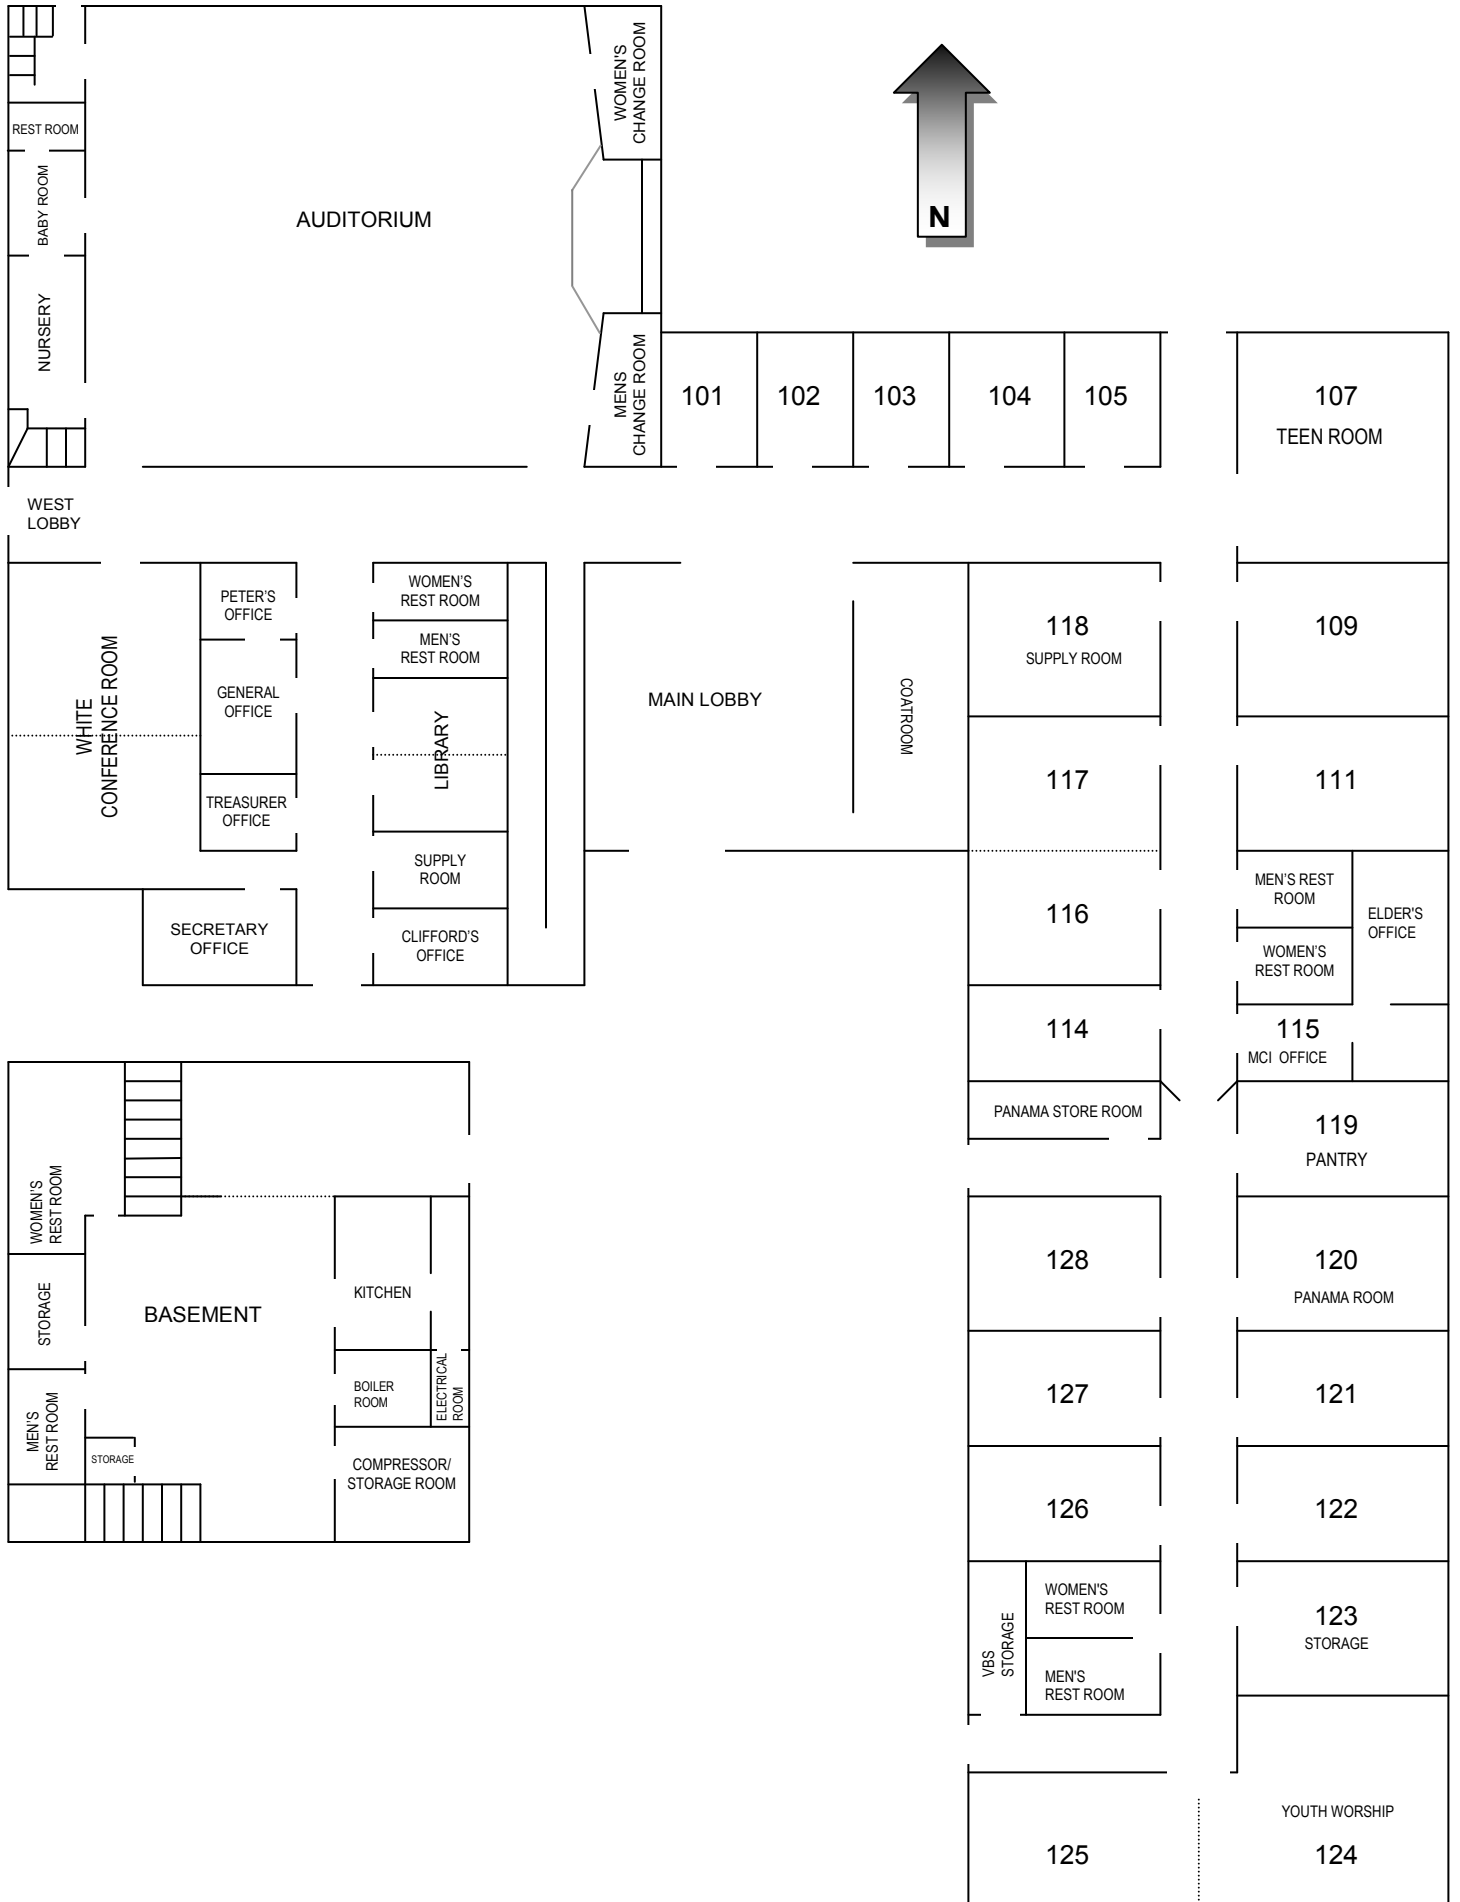 WOMEN'S
CHANGE ROOM
REST ROOM
BABY ROOM
AUDITORIUM
N
NURSERY
MENS
CHANGE ROOM
101
102
103
104
105
107
TEEN ROOM
WEST
LOBBY
PETER'S
OFFICE
WOMEN'S
REST ROOM
MEN'S
REST ROOM
118
SUPPLY ROOM
109
WHITE
CONFERENCE ROOM
GENERAL
OFFICE
LIBRARY
MAIN LOBBY
COATROOM
117
111
TREASURER
OFFICE
SUPPLY
ROOM
116
MEN'S REST
ROOM
ELDER'S
OFFICE
SECRETARY
OFFICE
CLIFFORD'S
OFFICE
WOMEN'S
REST ROOM
114
115
MCI OFFICE
PANAMA STORE ROOM
119
PANTRY
WOMEN'S
REST ROOM
128
120
PANAMA ROOM
STORAGE
BASEMENT
KITCHEN
127
121
MEN'S
REST ROOM
BOILER
ROOM
ELECTRICAL
ROOM
STORAGE
COMPRESSOR/
STORAGE ROOM
126
122
VBS
STORAGE
WOMEN'S
REST ROOM
123
STORAGE
MEN'S
REST ROOM
YOUTH WORSHIP
125
124